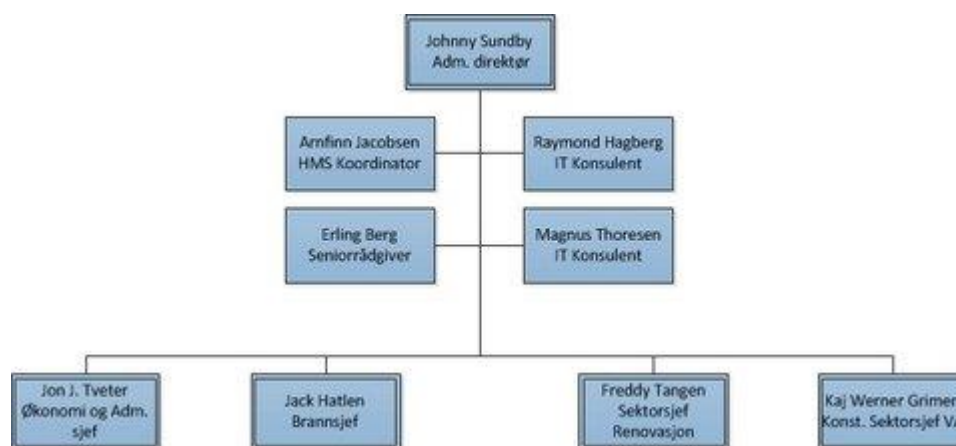 Johnny Sundby
Adm. direktør
Arnfinn Jacobsen
HMS Koordinator
Raymond Hagberg
IT Konsulent
Erling Berg
Seniorrådgiver
Magnus Thoresen
IT Konsulent
Jon J. Tveter
Økonomi og Adm.
sjef
Jack Hatlen
Brannsjef
Freddy Tangen
Sektorsjef
Renovasjon
Kaj Werner
Konst. Sektorsjef